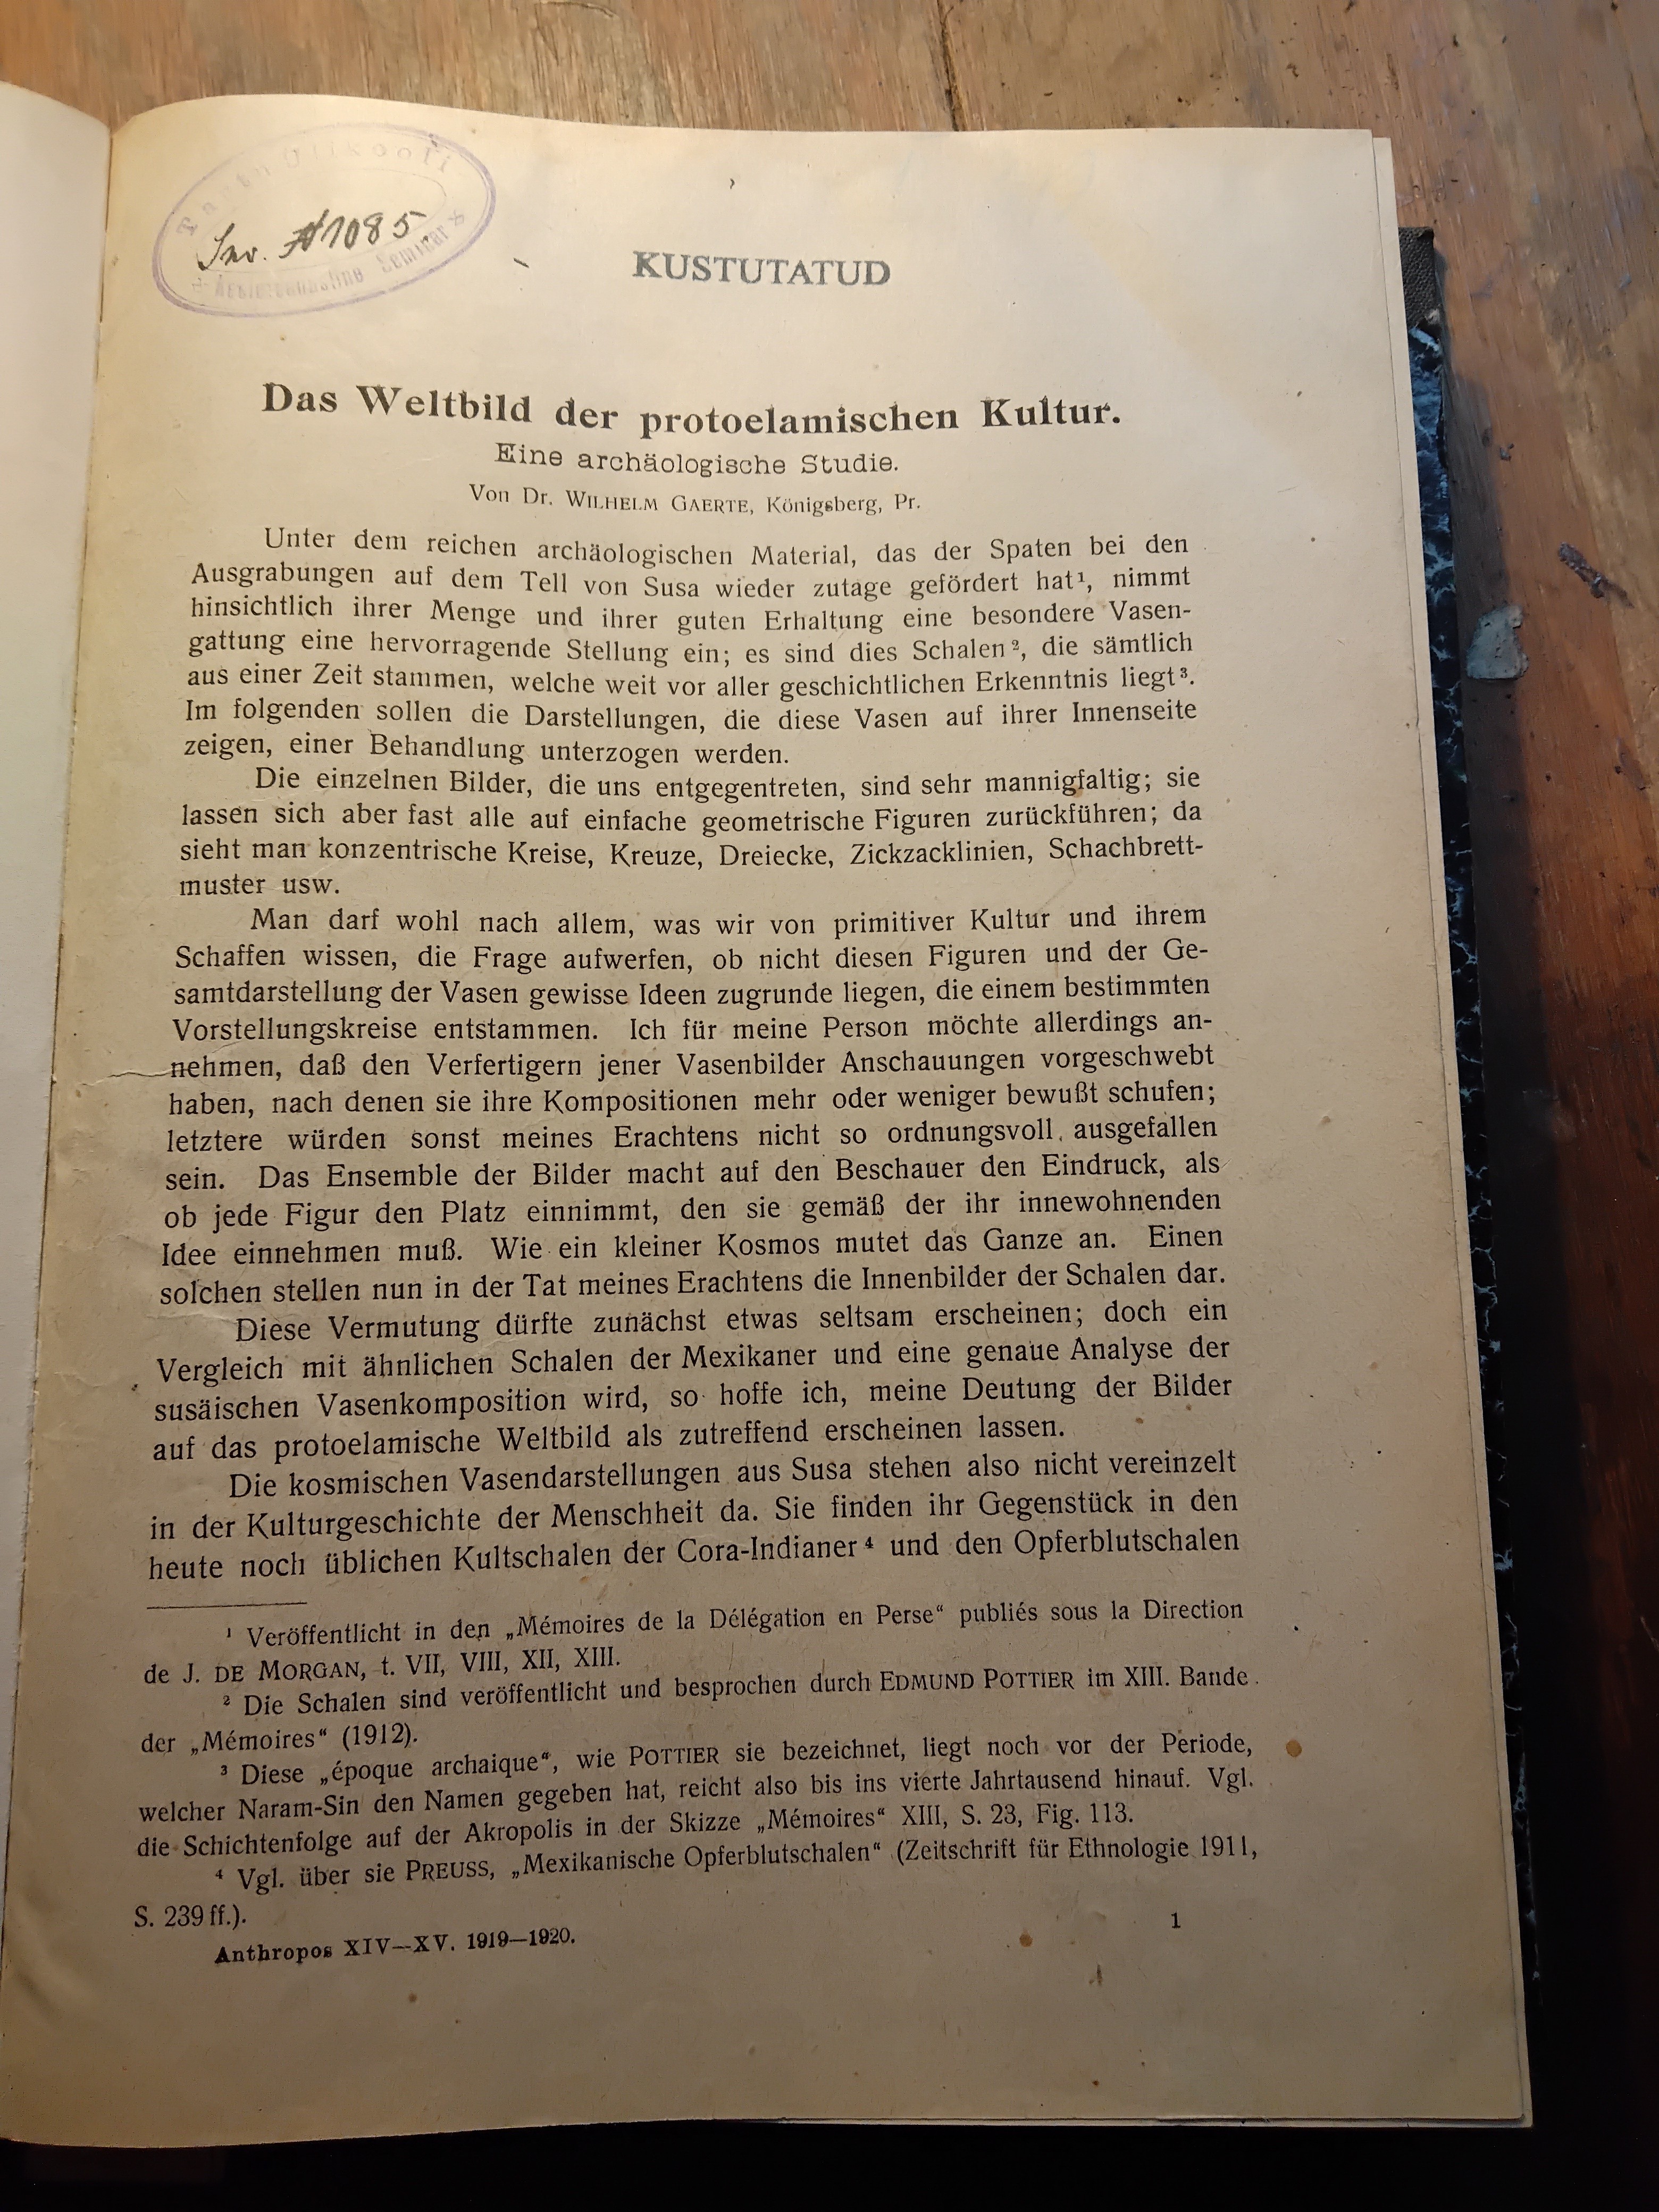 Ülikooli
Inv. A1085.
Seminar
KUSTUTATUD
Das Weltbild der protoelamischen Kultur.
Eine archäologische Studie.
Von Dr. WILHELM GAERTE, Königsberg, Pr.
Unter dem reichen archäologischen Material, das der Spaten bei den
Ausgrabungen auf dem Tell von Susa wieder zutage gefördert hat¹, nimmt
hinsichtlich ihrer Menge und ihrer guten Erhaltung eine besondere Vasen-
gattung eine hervorragende Stellung ein; es sind dies Schalen², die sämtlich
aus einer Zeit stammen, welche weit vor aller geschichtlichen Erkenntnis liegt³.
Im folgenden sollen die Darstellungen, die diese Vasen auf ihrer Innenseite
zeigen, einer Behandlung unterzogen werden.
Die einzelnen Bilder, die uns entgegentreten, sind sehr mannigfaltig; sie
lassen sich aber fast alle auf einfache geometrische Figuren zurückführen; da
sieht man konzentrische Kreise, Kreuze, Dreiecke, Zickzacklinien, Schachbrett-
muster usw.
Man darf wohl nach allem, was wir von primitiver Kultur und ihrem
Schaffen wissen, die Frage aufwerfen, ob nicht diesen Figuren und der Ge-
samtdarstellung der Vasen gewisse Ideen zugrunde liegen, die einem bestimmten
Vorstellungskreise entstammen. Ich für meine Person möchte allerdings an-
nehmen, daß den Verfertigern jener Vasenbilder Anschauungen vorgeschwebt
haben, nach denen sie ihre Kompositionen mehr oder weniger bewußt schufen;
letztere würden sonst meines Erachtens nicht so ordnungsvoll ausgefallen
sein. Das Ensemble der Bilder macht auf den Beschauer den Eindruck, als
ob jede Figur den Platz einnimmt, den sie gemäß der ihr innewohnenden
Idee einnehmen muß. Wie ein kleiner Kosmos mutet das Ganze an. Einen
solchen stellen nun in der Tat meines Erachtens die Innenbilder der Schalen dar.
Diese Vermutung dürfte zunächst etwas seltsam erscheinen; doch ein
Vergleich mit ähnlichen Schalen der Mexikaner und eine genaue Analyse der
susäischen Vasenkomposition wird, so hoffe ich, meine Deutung der Bilder
auf das protoelamische Weltbild als zutreffend erscheinen lassen.
Die kosmischen Vasendarstellungen aus Susa stehen also nicht vereinzelt
in der Kulturgeschichte der Menschheit da. Sie finden ihr Gegenstück in den
heute noch üblichen Kultschalen der Cora-Indianer⁴ und den Opferblutschalen
¹ Veröffentlicht in den „Mémoires de la Délégation en Perse“ publiés sous la Direction
de J. DE MORGAN, t. VII, VIII, XII, XIII.
² Die Schalen sind veröffentlicht und besprochen durch EDMUND POTTIER im XIII. Bande
der „Mémoires“ (1912).
³ Diese „époque archaique“, wie POTTIER sie bezeichnet, liegt noch vor der Periode,
welcher Naram-Sin den Namen gegeben hat, reicht also bis ins vierte Jahrtausend hinauf. Vgl.
die Schichtenfolge auf der Akropolis in der Skizze „Mémoires“ XIII, S. 23, Fig. 113.
⁴ Vgl. über sie PREUSS, „Mexikanische Opferblutschalen“ (Zeitschrift für Ethnologie 1911,
S. 239 ff.).
Anthropos XIV—XV. 1919—1920.
1